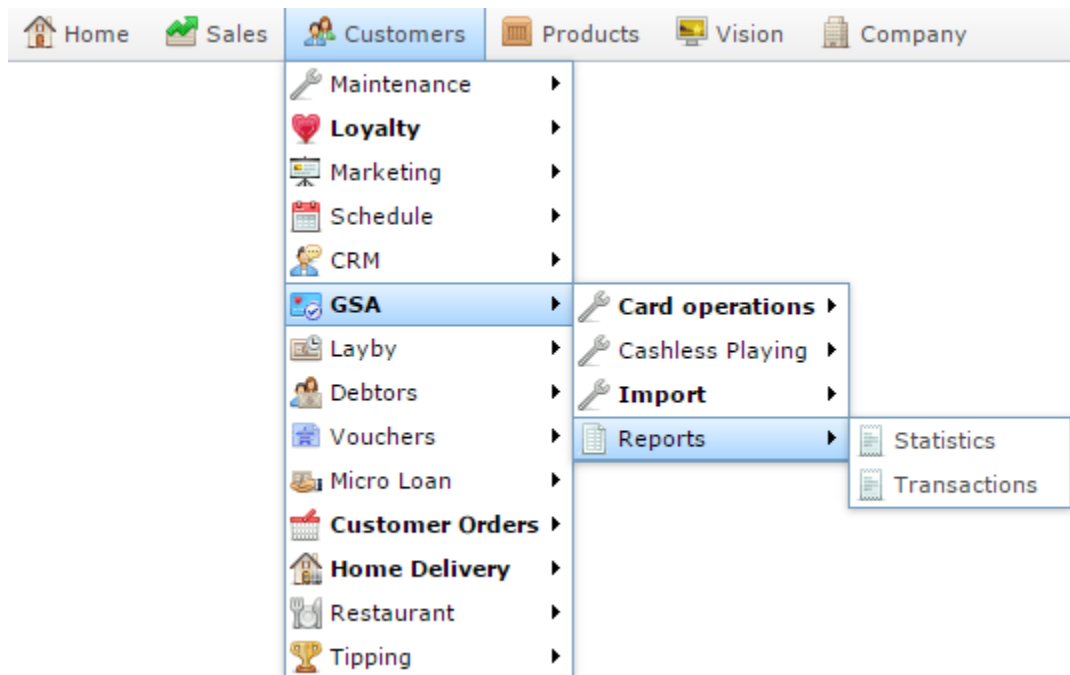 Home Sales Customers Products Vision Company
Maintenance
Loyalty
Marketing
Schedule
CRM
GSA
Layby
Debtors
Vouchers
Micro Loan
Customer Orders
Home Delivery
Restaurant
Tipping
Card operations
Cashless Playing
Import
Reports
Statistics
Transactions